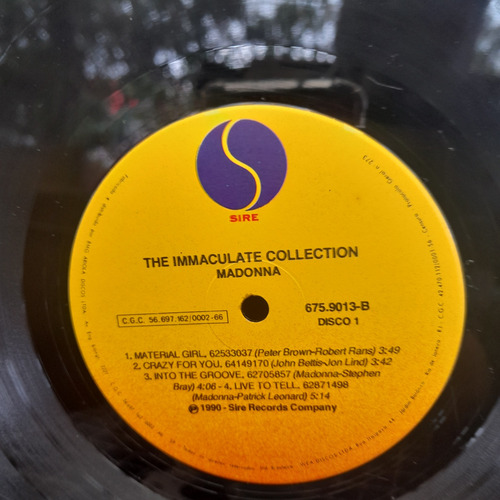 SIRE
THE IMMACULATE COLLECTION
MADONNA
C.G.C. 56.697.162/0002-66
675.9013-B
DISCO 1
1. MATERIAL GIRL, 62533037 (Peter Brown-Robert Rans) 3:49
2. CRAZY FOR YOU, 64149170 (John Bettis-Jon Lind) 3:42
3. INTO THE GROOVE, 62705857 (Madonna-Stephen
Bray) 4:06 - 4. LIVE TO TELL, 62871498
(Madonna-Patrick Leonard) 5:14
℗ 1990 - Sire Records Company